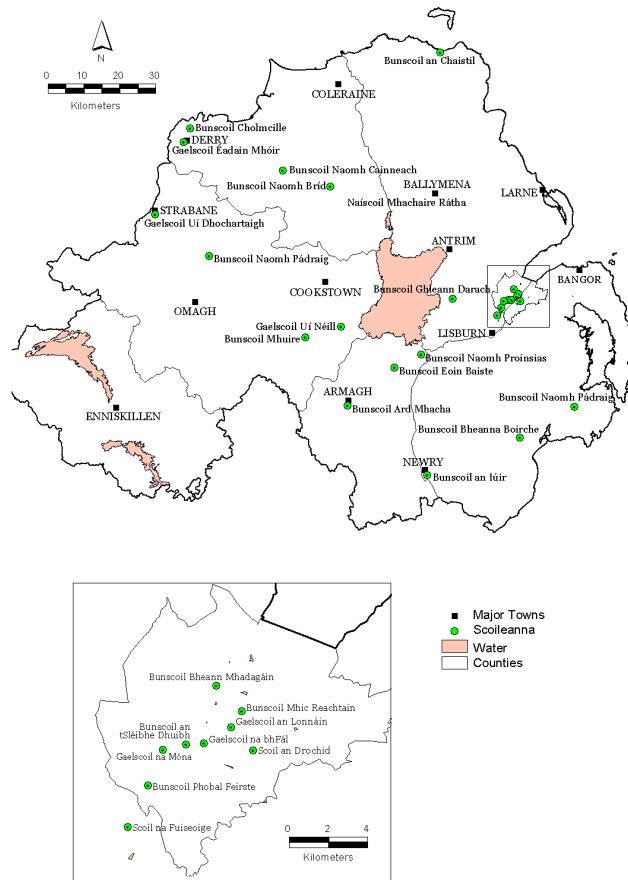 N
0 10 20 30
Kilometers
Bunscoil an Chaistil
COLERAINE
Bunscoil Cholmcille
DERRY
Gaelscoil Éadain Mhóir
Bunscoil Naomh Cainneach
Bunscoil Naomh Bríd
BALLYMENA
LARNE
Naíscoil Mhachaire Rátha
STRABANE
Gaelscoil Uí Dhochartaigh
ANTRIM
Bunscoil Naomh Pádraig
BANGOR
COOKSTOWN
Bunscoil Ghleann Darach
OMAGH
Gaelscoil Uí Néill
LISBURN
Bunscoil Mhuire
Bunscoil Naomh Proinsias
Bunscoil Eoin Baiste
ARMAGH
Bunscoil Naomh Pádraig
Bunscoil Ard Mhacha
ENNISKILLEN
Bunscoil Bheanna Boirche
NEWRY
Bunscoil an Iúir
Major Towns
Scoileanna
Water
Counties
Bunscoil Bheann Mhadagáin
Bunscoil Mhic Reachtain
Gaelscoil an Lonnáin
Bunscoil an
tSléibhe Dhuibh
Gaelscoil na bhFál
Gaelscoil na Móna
Scoil an Drochid
Bunscoil Phobal Feirste
Scoil na Fuiseoige
0 2 4
Kilometers